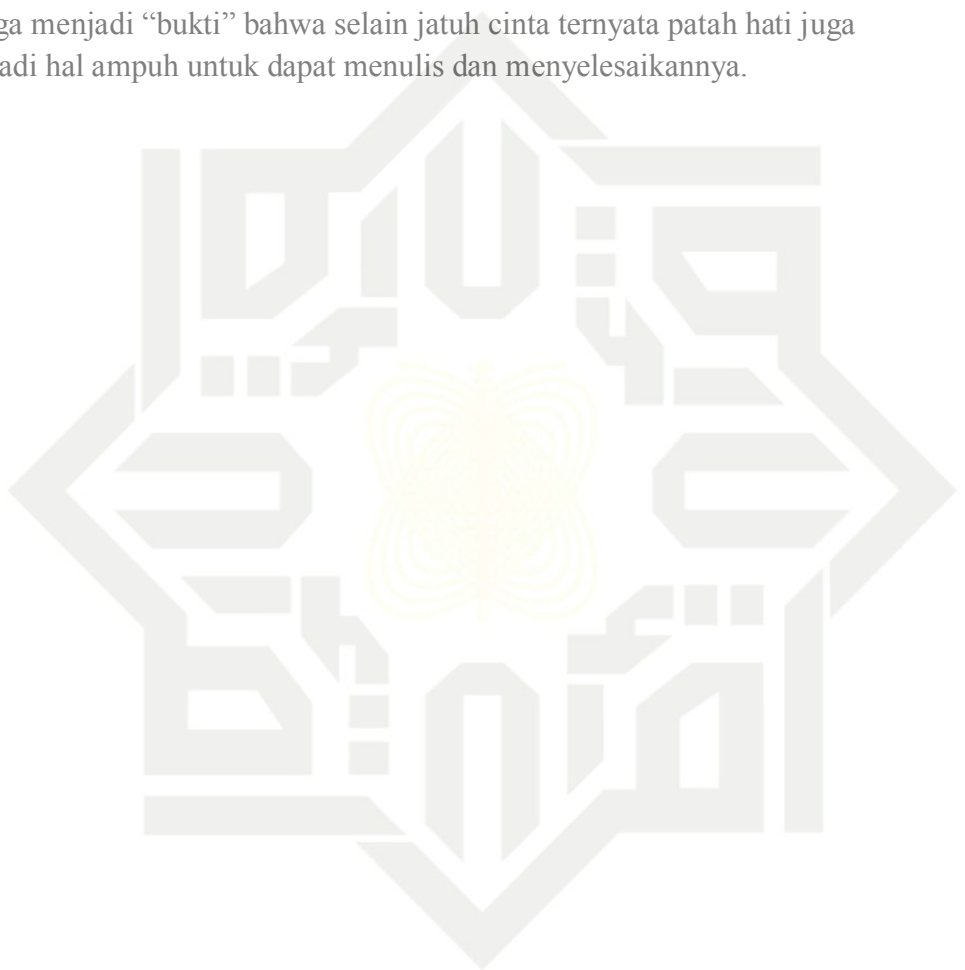 ga menjadi “bukti” bahwa selain jatuh cinta ternyata patah hati juga
adi hal ampuh untuk dapat menulis dan menyelesaikannya.